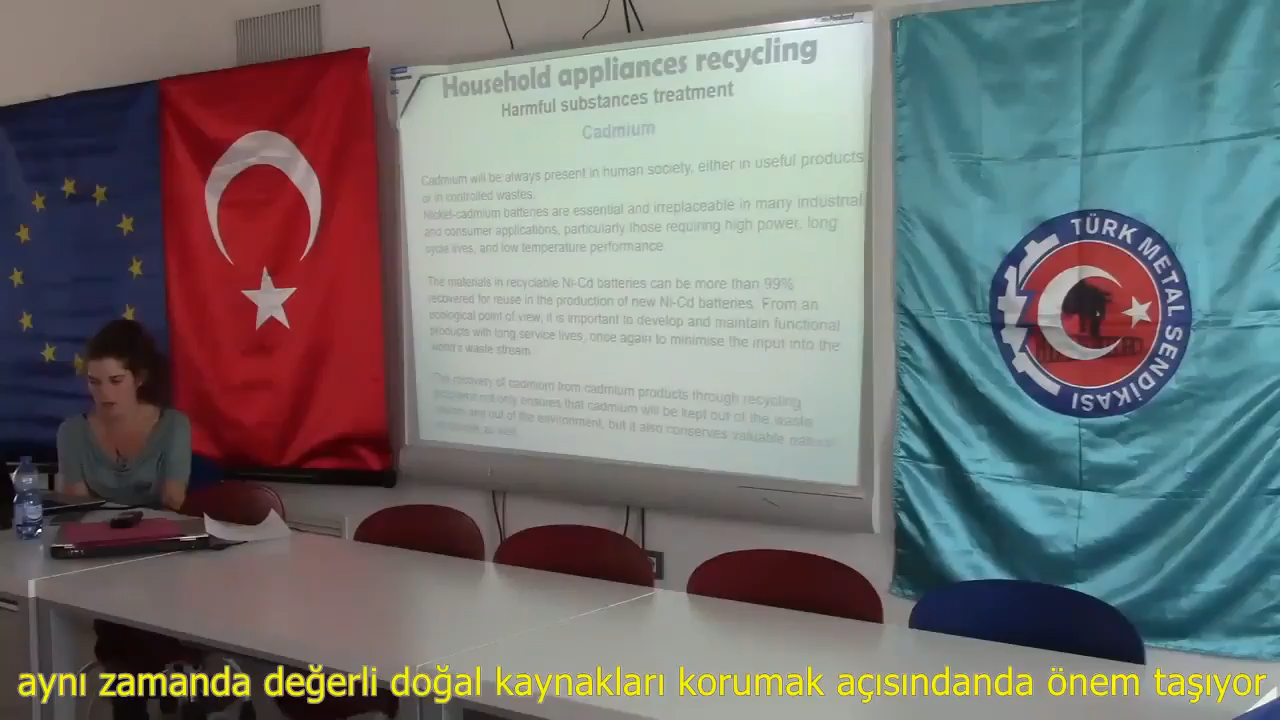 Household appliances recycling
Harmful substances treatment
Cadmium
Cadmium will be always present in human society, either in useful products
or in controlled wastes.
Nickel-cadmium batteries are essential and irreplaceable in many industrial
and consumer applications, particularly those requiring high power, long
cycle lives, and low temperature performance.
The materials in recyclable Ni-Cd batteries can be more than 99%
recovered for reuse in the production of new Ni-Cd batteries. From an
ecological point of view, it is important to develop and maintain functional
products with long service lives, once again to minimise the input into the
world's waste stream.
The recovery of cadmium from cadmium products through recycling
not only ensures that cadmium will be kept out of the waste
and out of the environment, but it also conserves valuable natural
as well.
TÜRK METAL SENDİKASI
aynı zamanda değerli doğal kaynakları korumak açısındanda önem taşıyor